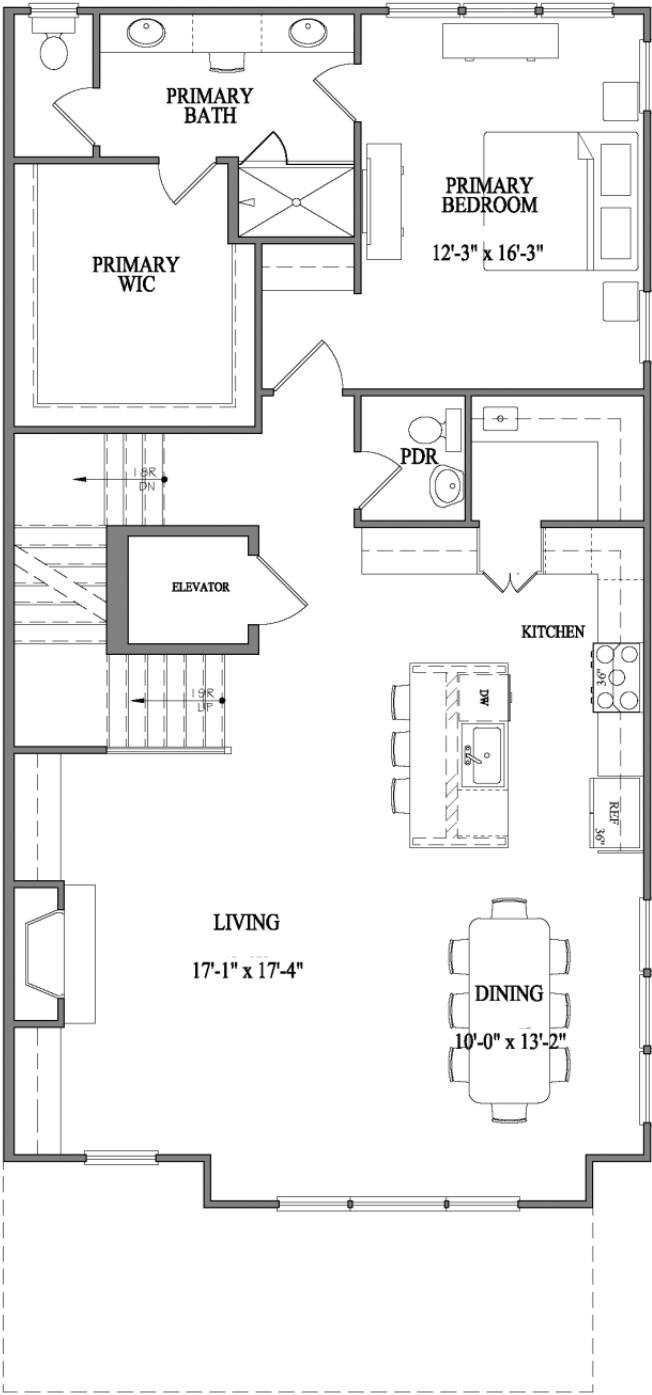 PRIMARY
BATH
PRIMARY
BEDROOM
12'-3" x 16'-3"
PRIMARY
WIC
PDR
18R
DN
ELEVATOR
KITCHEN
36"
DW
18R
UP
REF
36"
LIVING
17'-1" x 17'-4"
DINING
10'-0" x 13'-2"